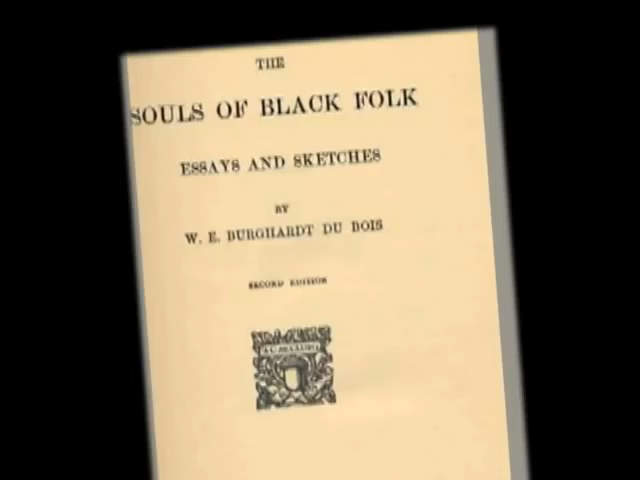 THE
SOULS OF BLACK FOLK
ESSAYS AND SKETCHES
BY
W. E. BURGHARDT DU BOIS
SECOND EDITION